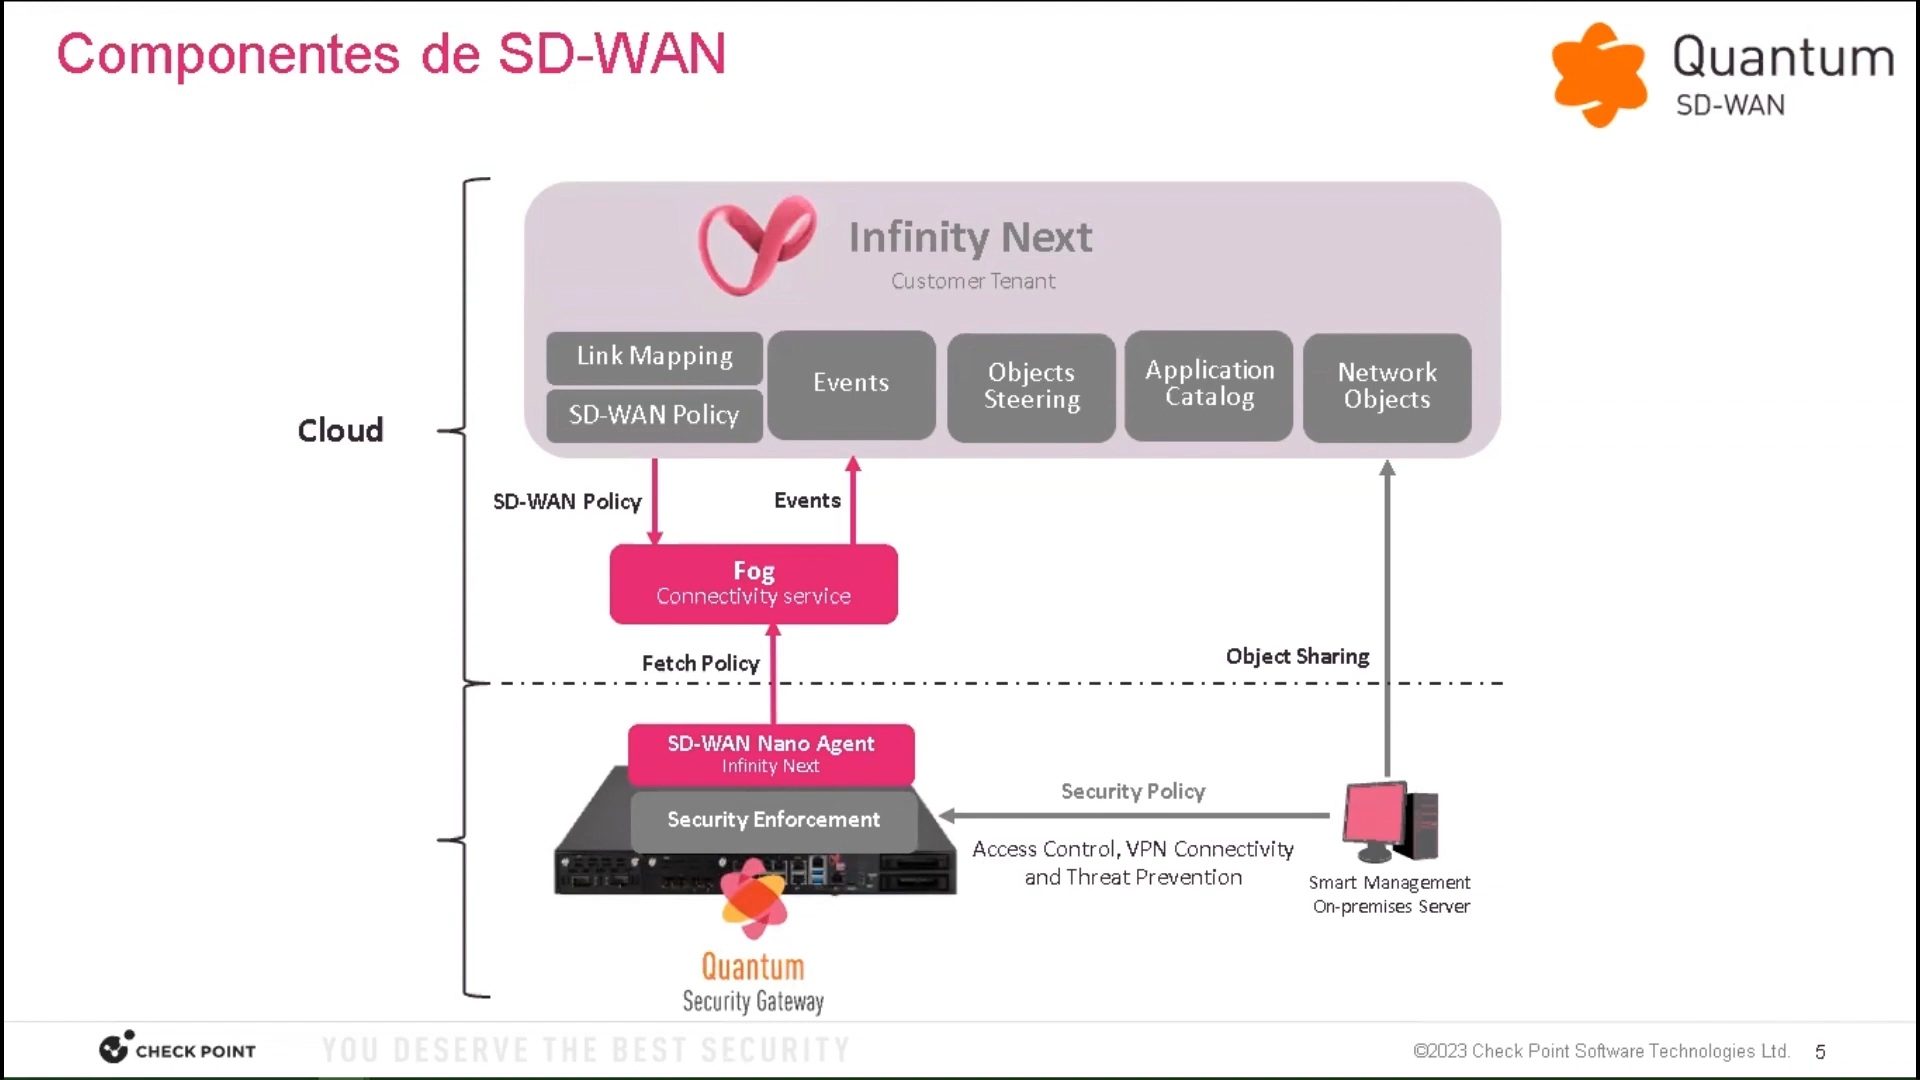 Componentes de SD-WAN
Quantum
SD-WAN
Infinity Next
Customer Tenant
Link Mapping
SD-WAN Policy
Events
Objects
Steering
Application
Catalog
Network
Objects
Cloud
SD-WAN Policy
Events
Fog
Connectivity service
Fetch Policy
Object Sharing
SD-WAN Nano Agent
Infinity Next
Security Enforcement
Security Policy
Access Control, VPN Connectivity
and Threat Prevention
Smart Management
On-premises Server
Quantum
Security Gateway
CHECK POINT
YOU DESERVE THE BEST SECURITY
©2023 Check Point Software Technologies Ltd.
5